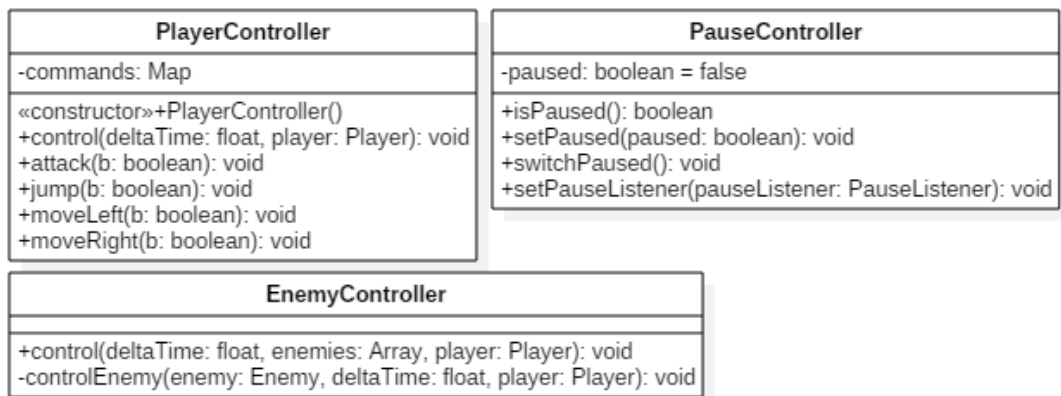 PlayerController
-commands: Map
«constructor»+PlayerController()
+control(deltaTime: float, player: Player): void
+attack(b: boolean): void
+jump(b: boolean): void
+moveLeft(b: boolean): void
+moveRight(b: boolean): void
PauseController
-paused: boolean = false
+isPaused(): boolean
+setPaused(paused: boolean): void
+switchPaused(): void
+setPauseListener(pauseListener: PauseListener): void
EnemyController
+control(deltaTime: float, enemies: Array, player: Player): void
-controlEnemy(enemy: Enemy, deltaTime: float, player: Player): void